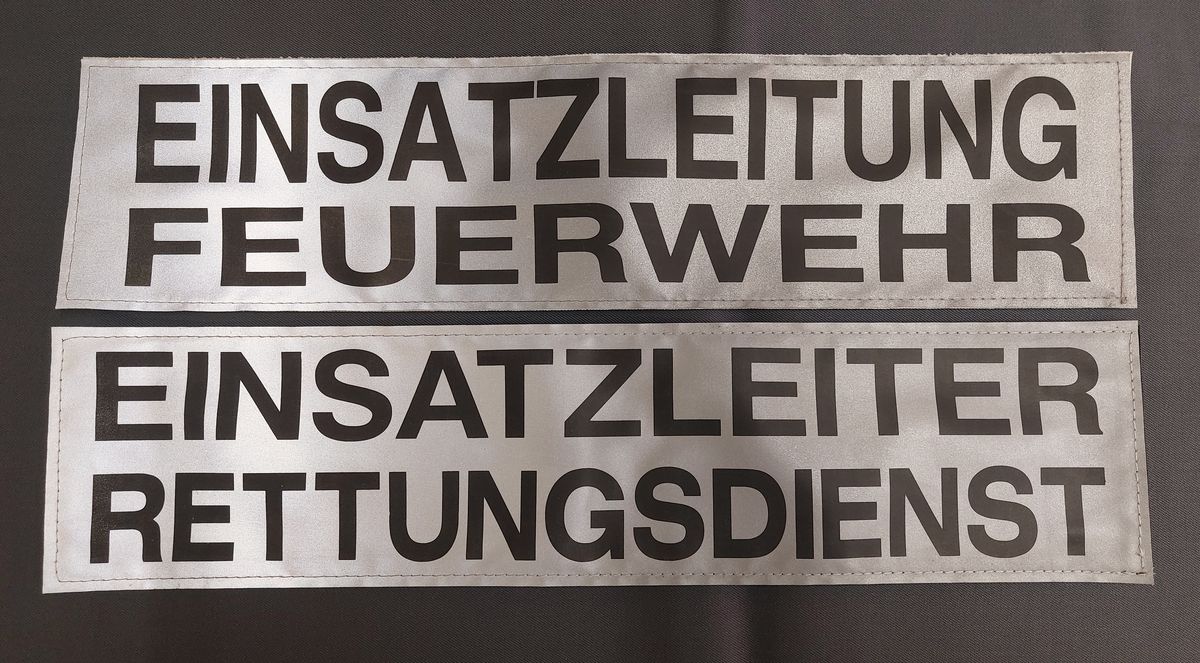 EINSATZLEITUNG
FEUERWEHR
EINSATZLEITER
RETTUNGSDIENST